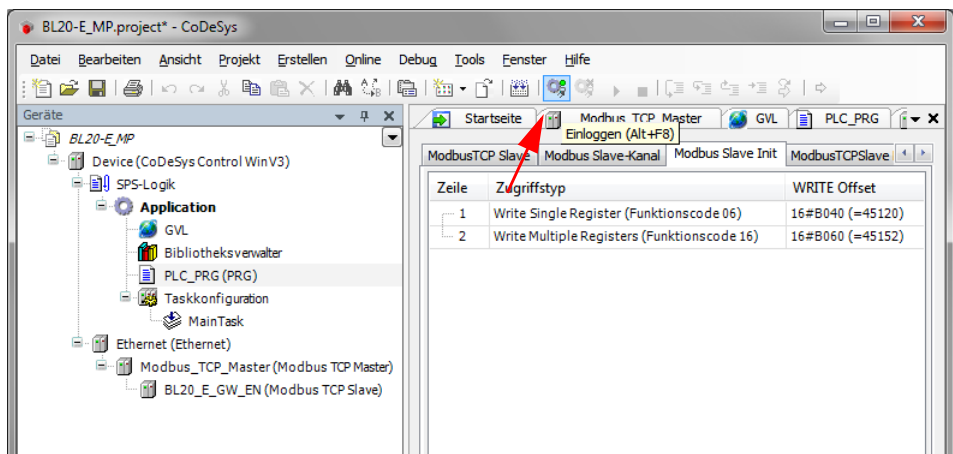 BL20-E_MP.project* - CoDeSys
Datei Bearbeiten Ansicht Projekt Erstellen Online Debug Tools Fenster Hilfe
Geräte
BL20-E_MP
Device (CoDeSys Control Win V3)
SPS-Logik
Application
GVL
Bibliotheksverwalter
PLC_PRG (PRG)
Taskkonfiguration
MainTask
Ethernet (Ethernet)
Modbus_TCP_Master (Modbus TCP Master)
BL20_E_GW_EN (Modbus TCP Slave)
Startseite Modbus_TCP_Master GVL PLC_PRG
Einloggen (Alt+F8)
ModbusTCP Slave Modbus Slave-Kanal Modbus Slave Init ModbusTCPSlave
Zeile Zugriffstyp WRITE Offset
1 Write Single Register (Funktionscode 06) 16#B040 (=45120)
2 Write Multiple Registers (Funktionscode 16) 16#B060 (=45152)